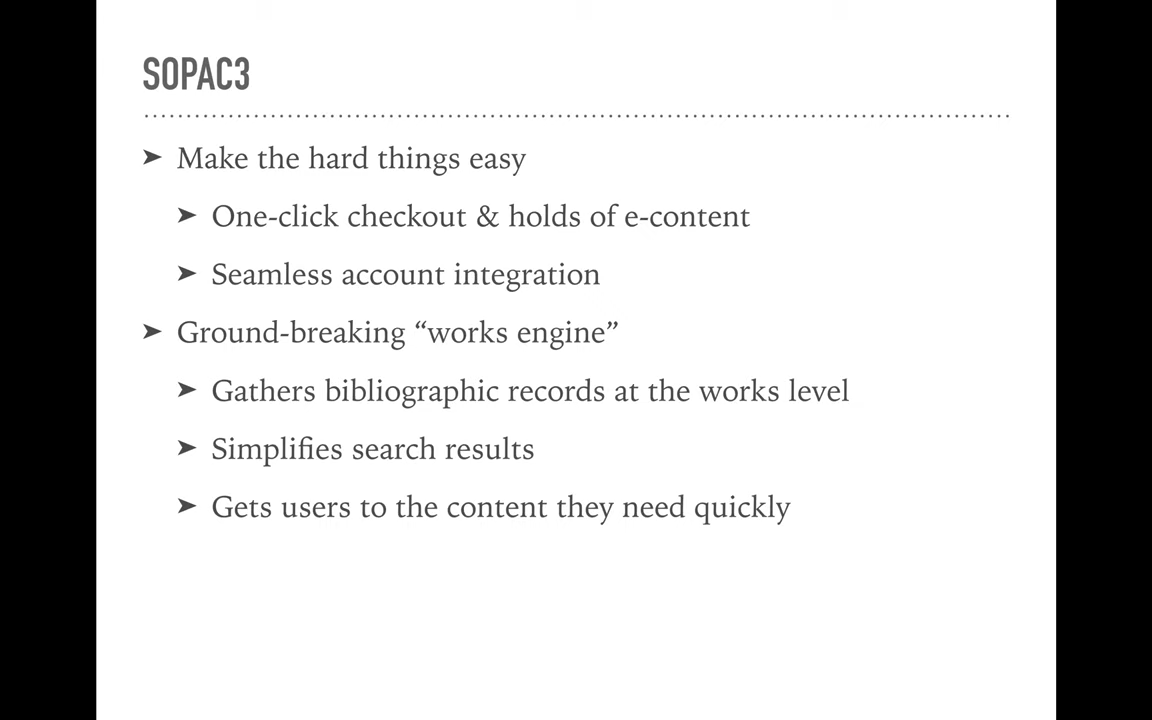 SOPAC3
➤ Make the hard things easy
➤ One-click checkout & holds of e-content
➤ Seamless account integration
➤ Ground-breaking “works engine”
➤ Gathers bibliographic records at the works level
➤ Simplifies search results
➤ Gets users to the content they need quickly